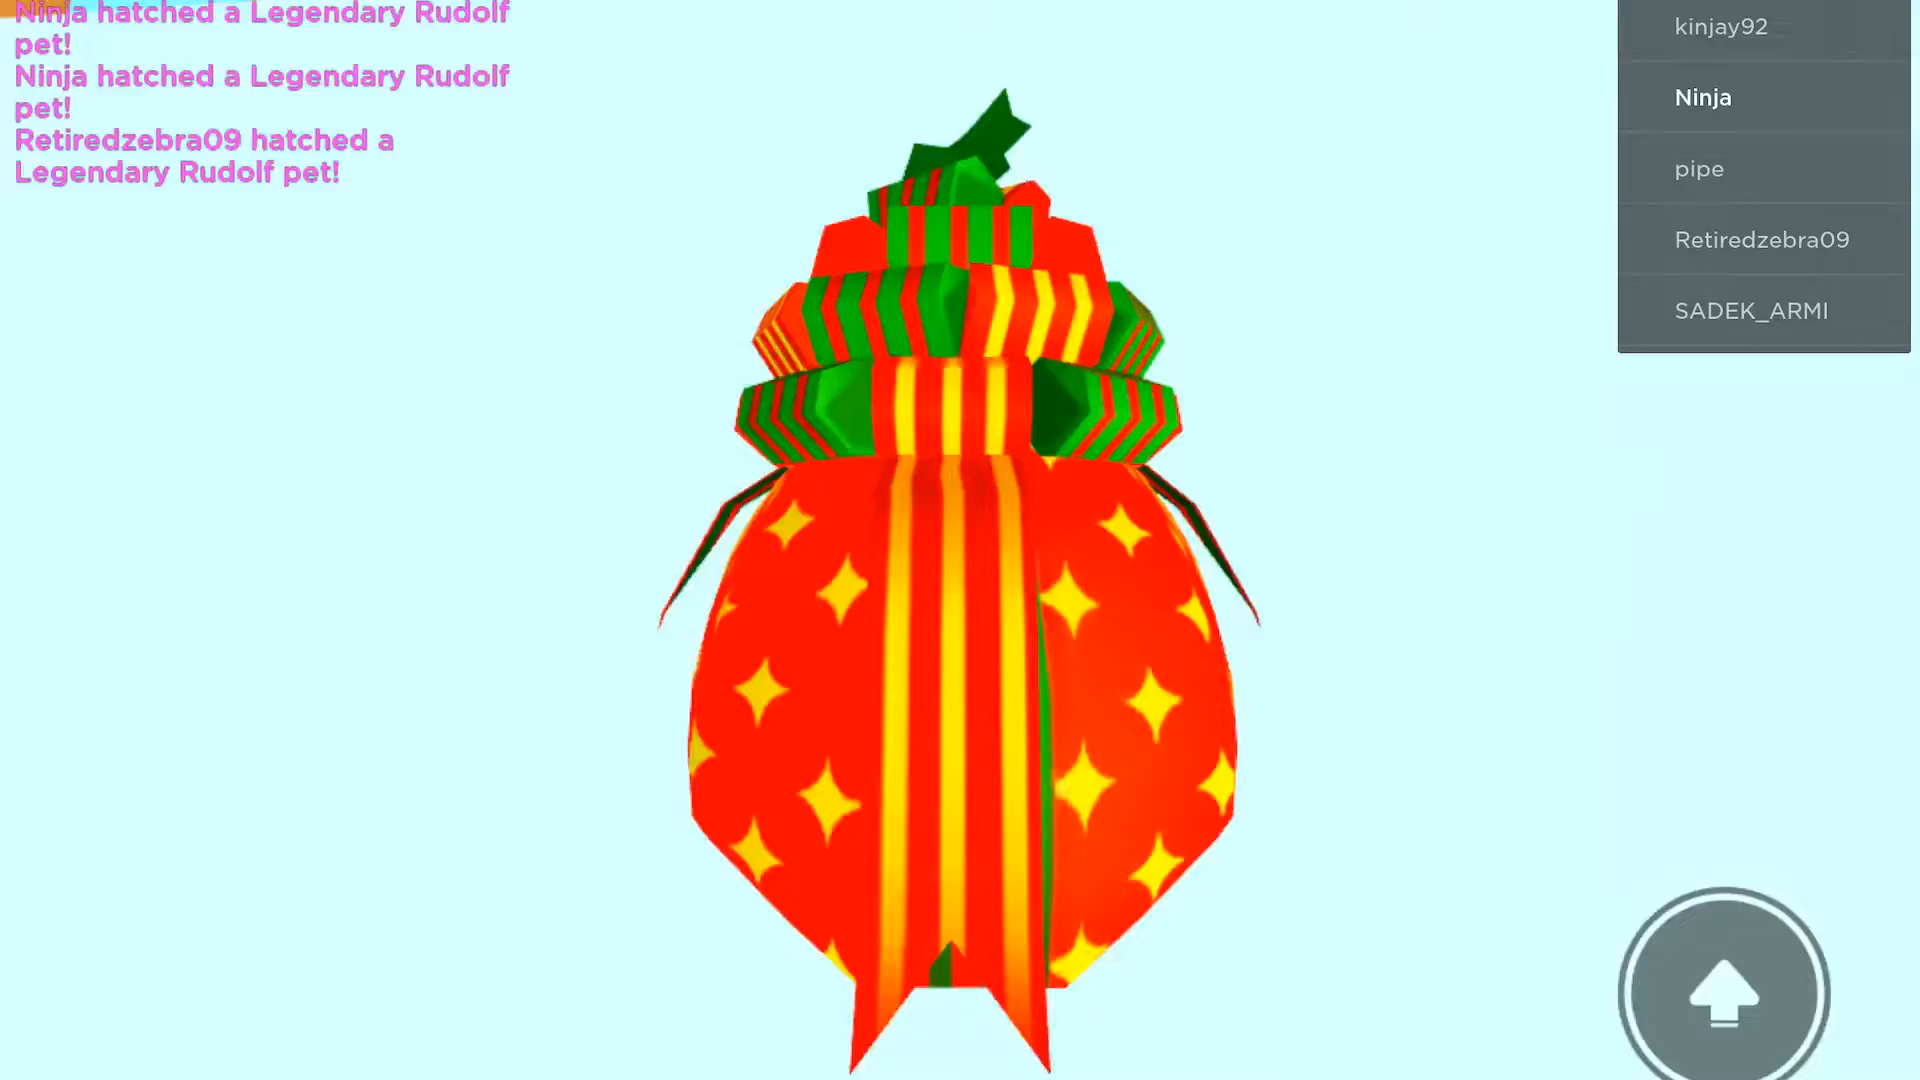 Ninja hatched a Legendary Rudolf
pet!
Ninja hatched a Legendary Rudolf
pet!
Retiredzebra09 hatched a
Legendary Rudolf pet!
kinjay92
Ninja
pipe
Retiredzebra09
SADEK_ARMI